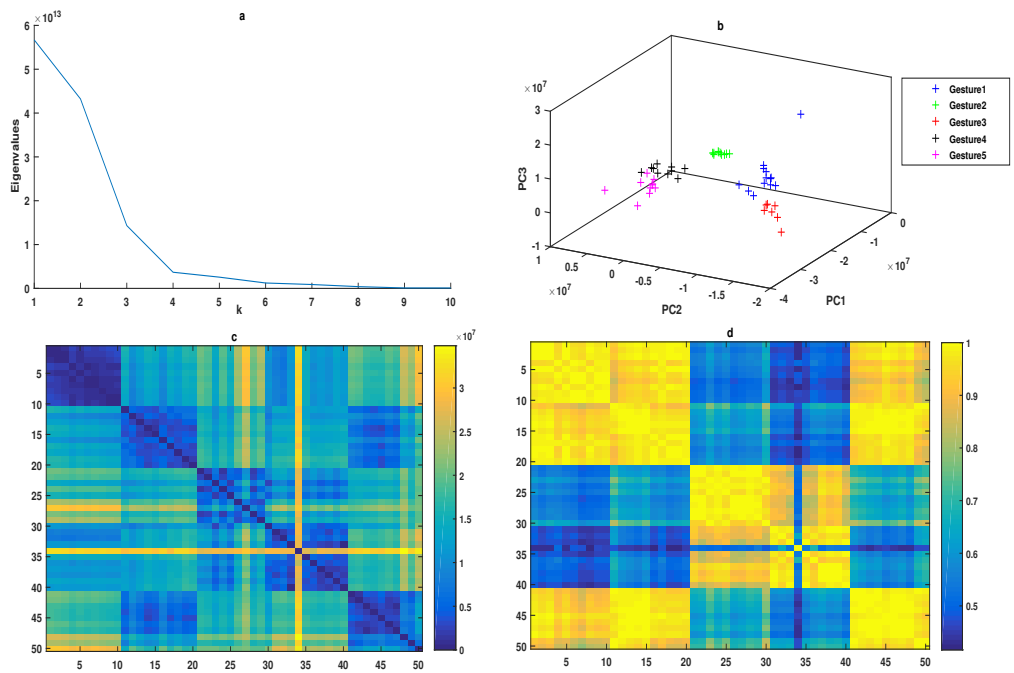 a
×10^13
6
5
4
3
2
1
0
Eigenvalues
1 2 3 4 5 6 7 8 9 10
k
b
×10^7
3
2
1
0
-1
PC3
1 0.5 0 -0.5 -1 -1.5 -2
×10^7
PC2
-4 -3 -2 -1 0
×10^7
PC1
Gesture1
Gesture2
Gesture3
Gesture4
Gesture5
c
×10^7
5
10
15
20
25
30
35
40
45
50
5 10 15 20 25 30 35 40 45 50
3
2.5
2
1.5
1
0.5
0
d
5
10
15
20
25
30
35
40
45
50
5 10 15 20 25 30 35 40 45 50
1
0.9
0.8
0.7
0.6
0.5